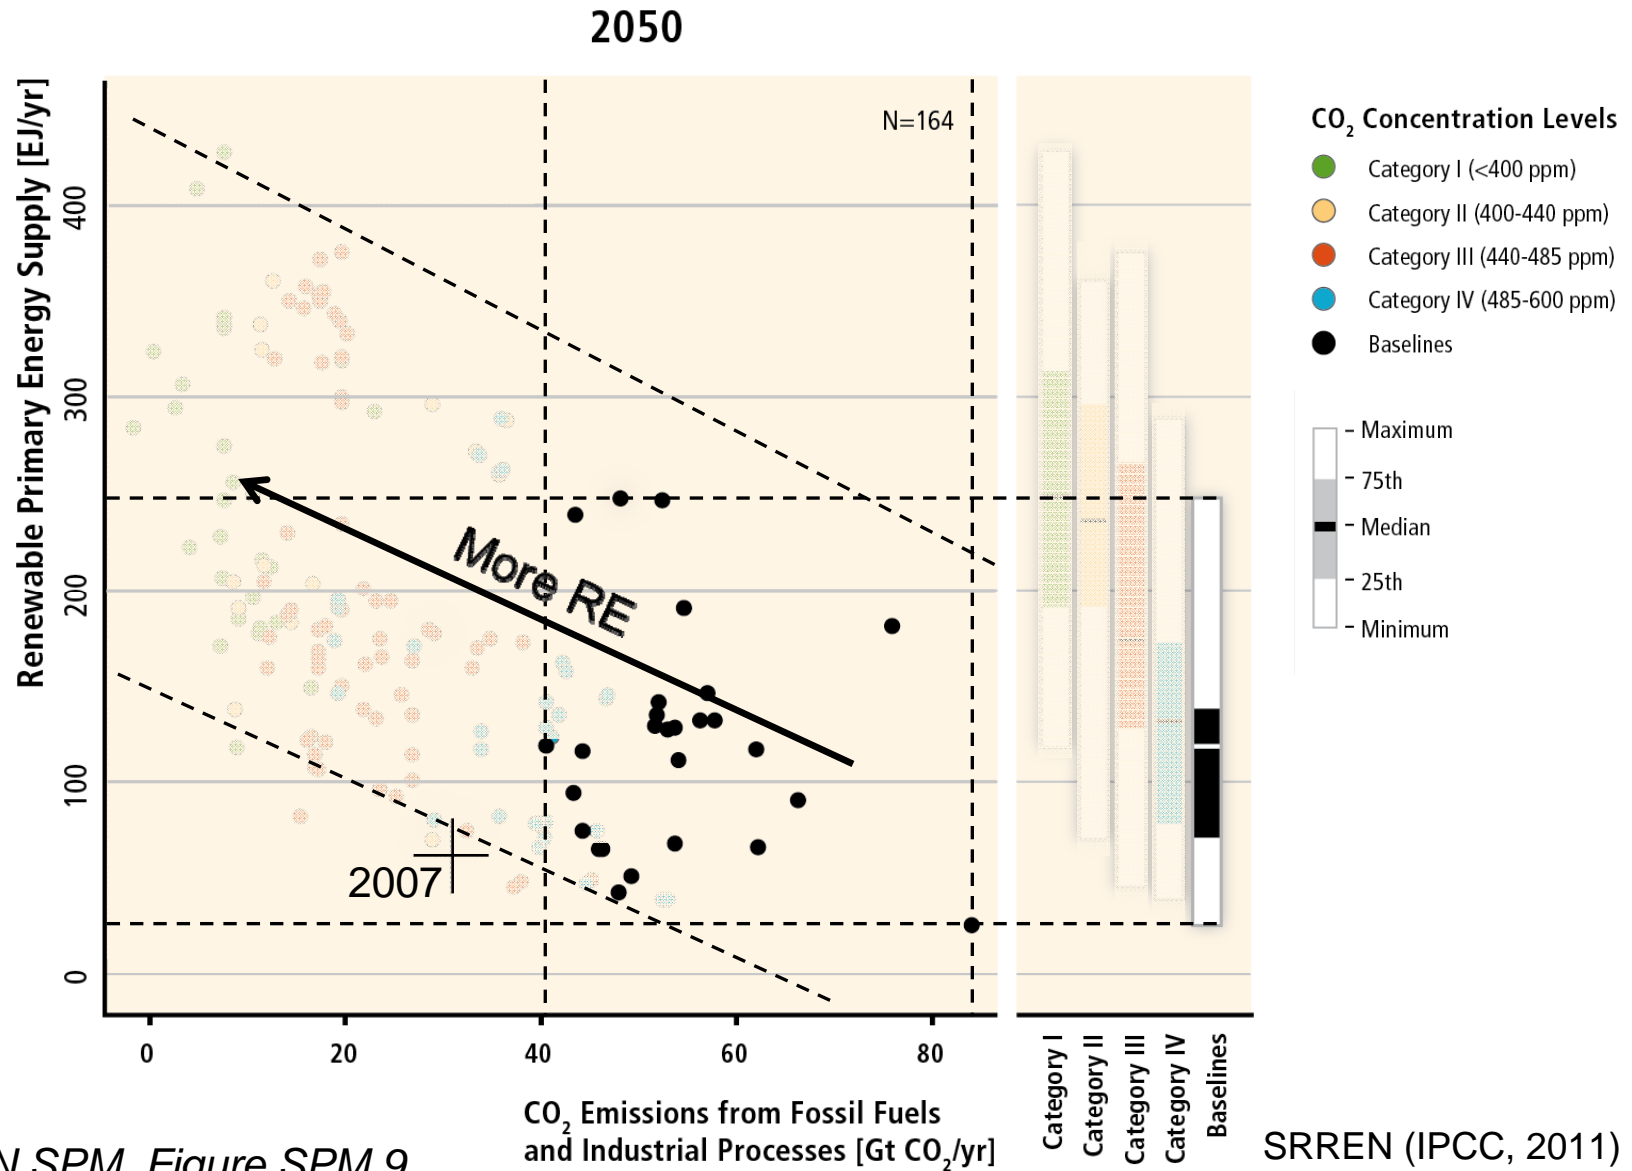 2050
Renewable Primary Energy Supply [EJ/yr]
400
300
200
100
0
N=164
More RE
2007
0 20 40 60 80
CO2 Emissions from Fossil Fuels
and Industrial Processes [Gt CO2/yr]
Category I
Category II
Category III
Category IV
Baselines
CO2 Concentration Levels
Category I (<400 ppm)
Category II (400-440 ppm)
Category III (440-485 ppm)
Category IV (485-600 ppm)
Baselines
Maximum
75th
Median
25th
Minimum
N SPM, Figure SPM.9
SRREN (IPCC, 2011)